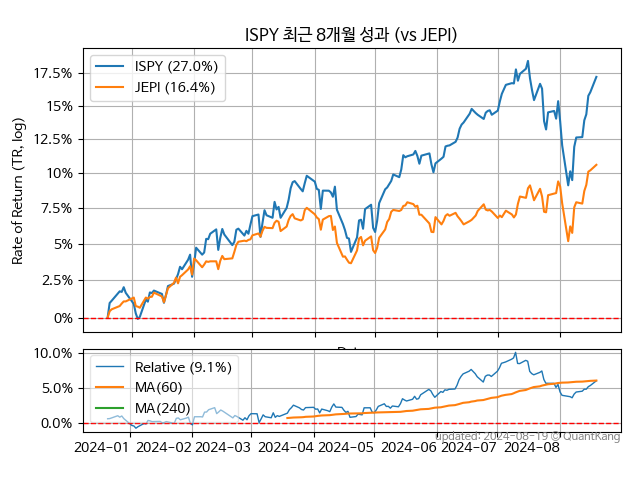 ISPY 최근 8개월 성과 (vs JEPI)
Rate of Return (TR, log)
17.5%
15%
12.5%
10%
7.5%
5%
2.5%
0%
ISPY (27.0%)
JEPI (16.4%)
10.0%
5.0%
0.0%
Relative (9.1%)
MA(60)
MA(240)
2024-01 2024-02 2024-03 2024-04 2024-05 2024-06 2024-07 2024-08
updated: 2024-08-19 © QuantKang